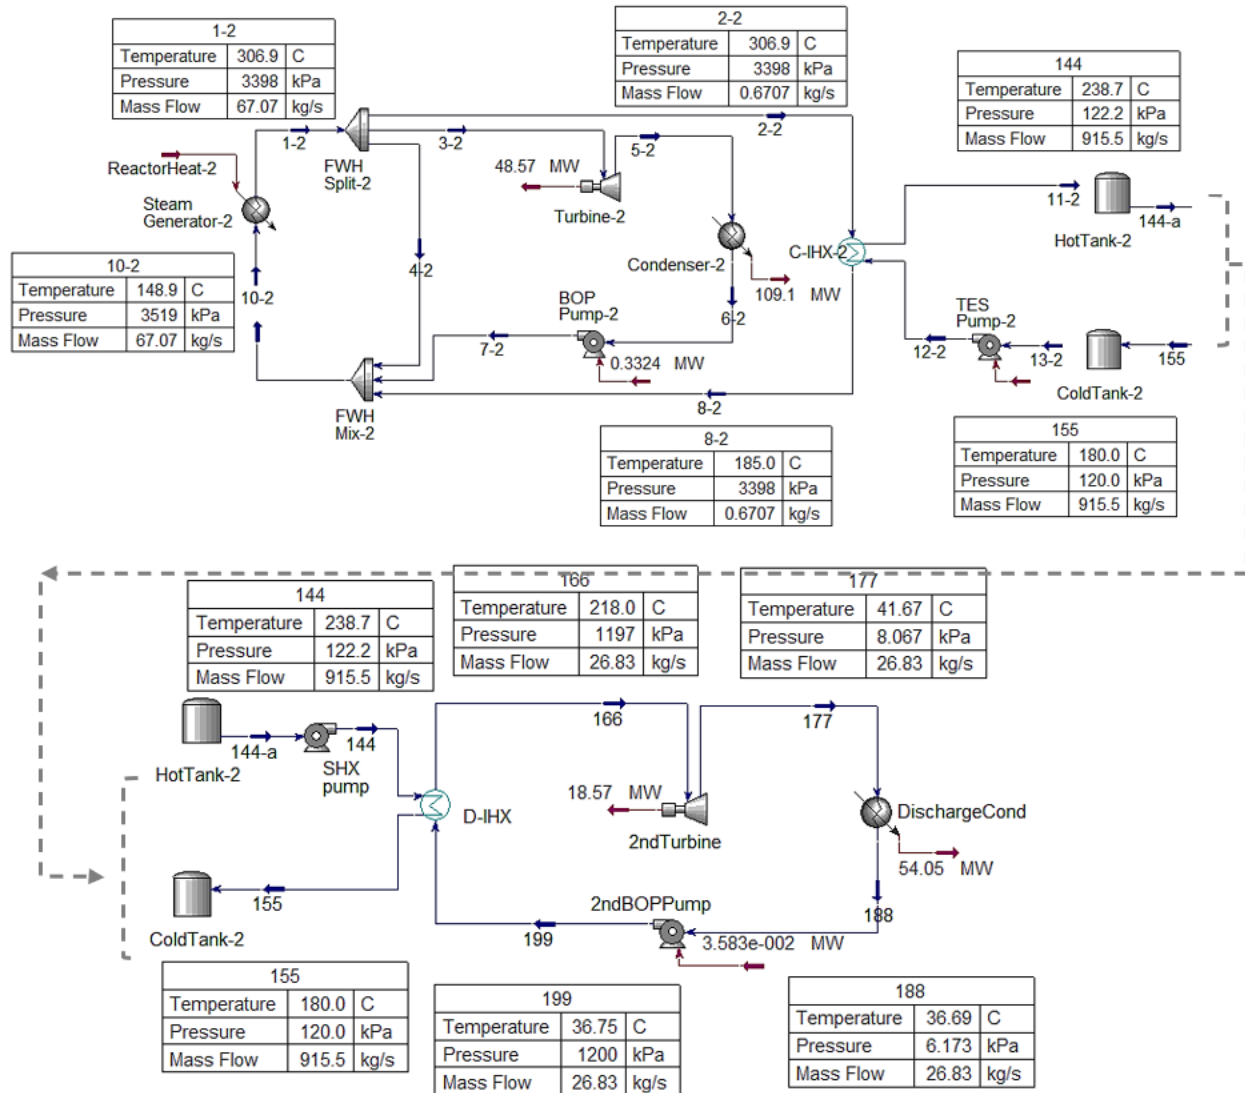 1-2
Temperature 306.9 C
Pressure 3398 kPa
Mass Flow 67.07 kg/s
2-2
Temperature 306.9 C
Pressure 3398 kPa
Mass Flow 0.6707 kg/s
144
Temperature 238.7 C
Pressure 122.2 kPa
Mass Flow 915.5 kg/s
ReactorHeat-2
1-2
FWH
Split-2
3-2
5-2
2-2
48.57 MW
Turbine-2
Steam
Generator-2
11-2
144-a
HotTank-2
Condenser-2
C-IHX-2
109.1 MW
10-2
Temperature 148.9 C
Pressure 3519 kPa
Mass Flow 67.07 kg/s
10-2
4-2
BOP
Pump-2
6-2
7-2
0.3324 MW
TES
Pump-2
12-2
13-2
155
ColdTank-2
8-2
FWH
Mix-2
8-2
Temperature 185.0 C
Pressure 3398 kPa
Mass Flow 0.6707 kg/s
155
Temperature 180.0 C
Pressure 120.0 kPa
Mass Flow 915.5 kg/s
144
Temperature 238.7 C
Pressure 122.2 kPa
Mass Flow 915.5 kg/s
166
Temperature 218.0 C
Pressure 1197 kPa
Mass Flow 26.83 kg/s
177
Temperature 41.67 C
Pressure 8.067 kPa
Mass Flow 26.83 kg/s
144-a
144
166
177
HotTank-2
SHX
pump
18.57 MW
2ndTurbine
D-IHX
DischargeCond
54.05 MW
155
ColdTank-2
2ndBOPPump
199
3.583e-002 MW
188
155
Temperature 180.0 C
Pressure 120.0 kPa
Mass Flow 915.5 kg/s
199
Temperature 36.75 C
Pressure 1200 kPa
Mass Flow 26.83 kg/s
188
Temperature 36.69 C
Pressure 6.173 kPa
Mass Flow 26.83 kg/s